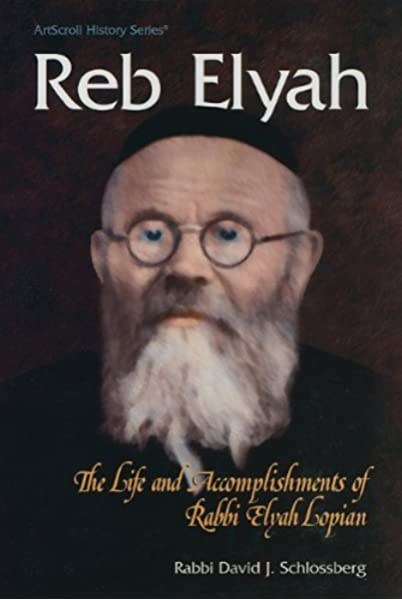 ArtScroll History Series®
Reb Elyah
The Life and Accomplishments of
Rabbi Elyah Lopian
Rabbi David J. Schlossberg